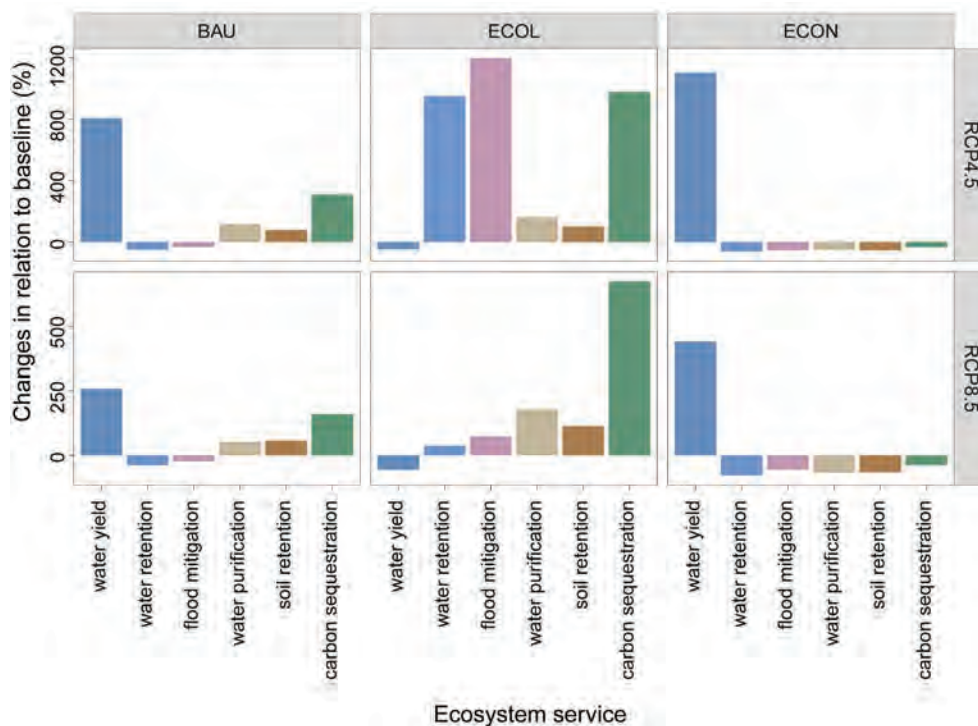 BAU
ECOL
ECON
Changes in relation to baseline (%)
1200
800
400
0
RCP4.5
500
250
0
RCP8.5
water yield
water retention
flood mitigation
water purification
soil retention
carbon sequestration
water yield
water retention
flood mitigation
water purification
soil retention
carbon sequestration
water yield
water retention
flood mitigation
water purification
soil retention
carbon sequestration
Ecosystem service